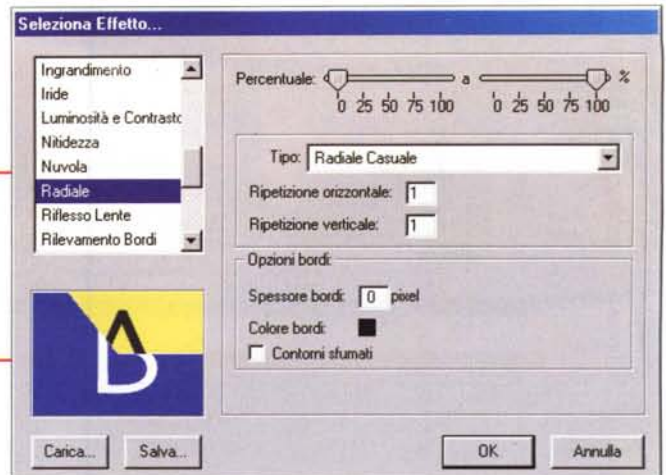 Seleziona Effetto...
Ingrandimento
Iride
Luminosità e Contrasto
Nitidezza
Nuvola
Radiale
Riflesso Lente
Rilevamento Bordi
Percentuale: a %
0 25 50 75 100 0 25 50 75 100
Tipo: Radiale Casuale
Ripetizione orizzontale: 1
Ripetizione verticale: 1
Opzioni bordi:
Spessore bordi: 0 pixel
Colore bordi:
Contorni sfumati
A
B
Carica... Salva... OK Annulla